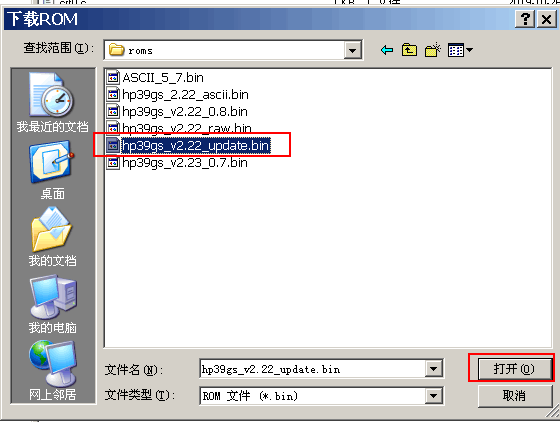 下载ROM
查找范围(I):
roms
我最近的文档
桌面
我的文档
我的电脑
网上邻居
ASCII_5_7.bin
hp39gs_2.22_ascii.bin
hp39gs_v2.22_0.8.bin
hp39gs_v2.22_raw.bin
hp39gs_v2.22_update.bin
hp39gs_v2.23_0.7.bin
文件名(N):
hp39gs_v2.22_update.bin
打开(O)
文件类型(T):
ROM 文件 (*.bin)
取消